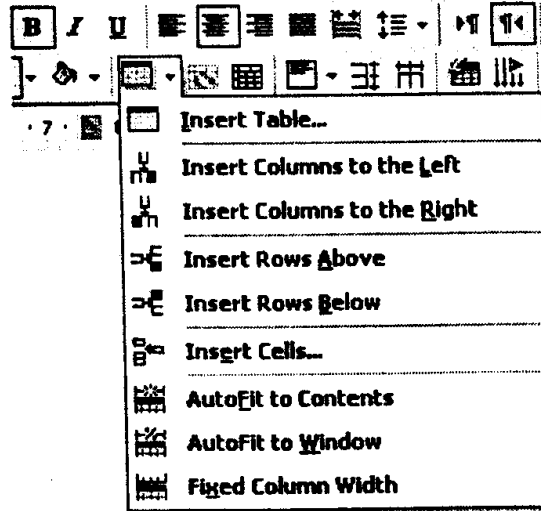 B I U
7
Insert Table...
Insert Columns to the Left
Insert Columns to the Right
Insert Rows Above
Insert Rows Below
Insert Cells...
AutoFit to Contents
AutoFit to Window
Fixed Column Width